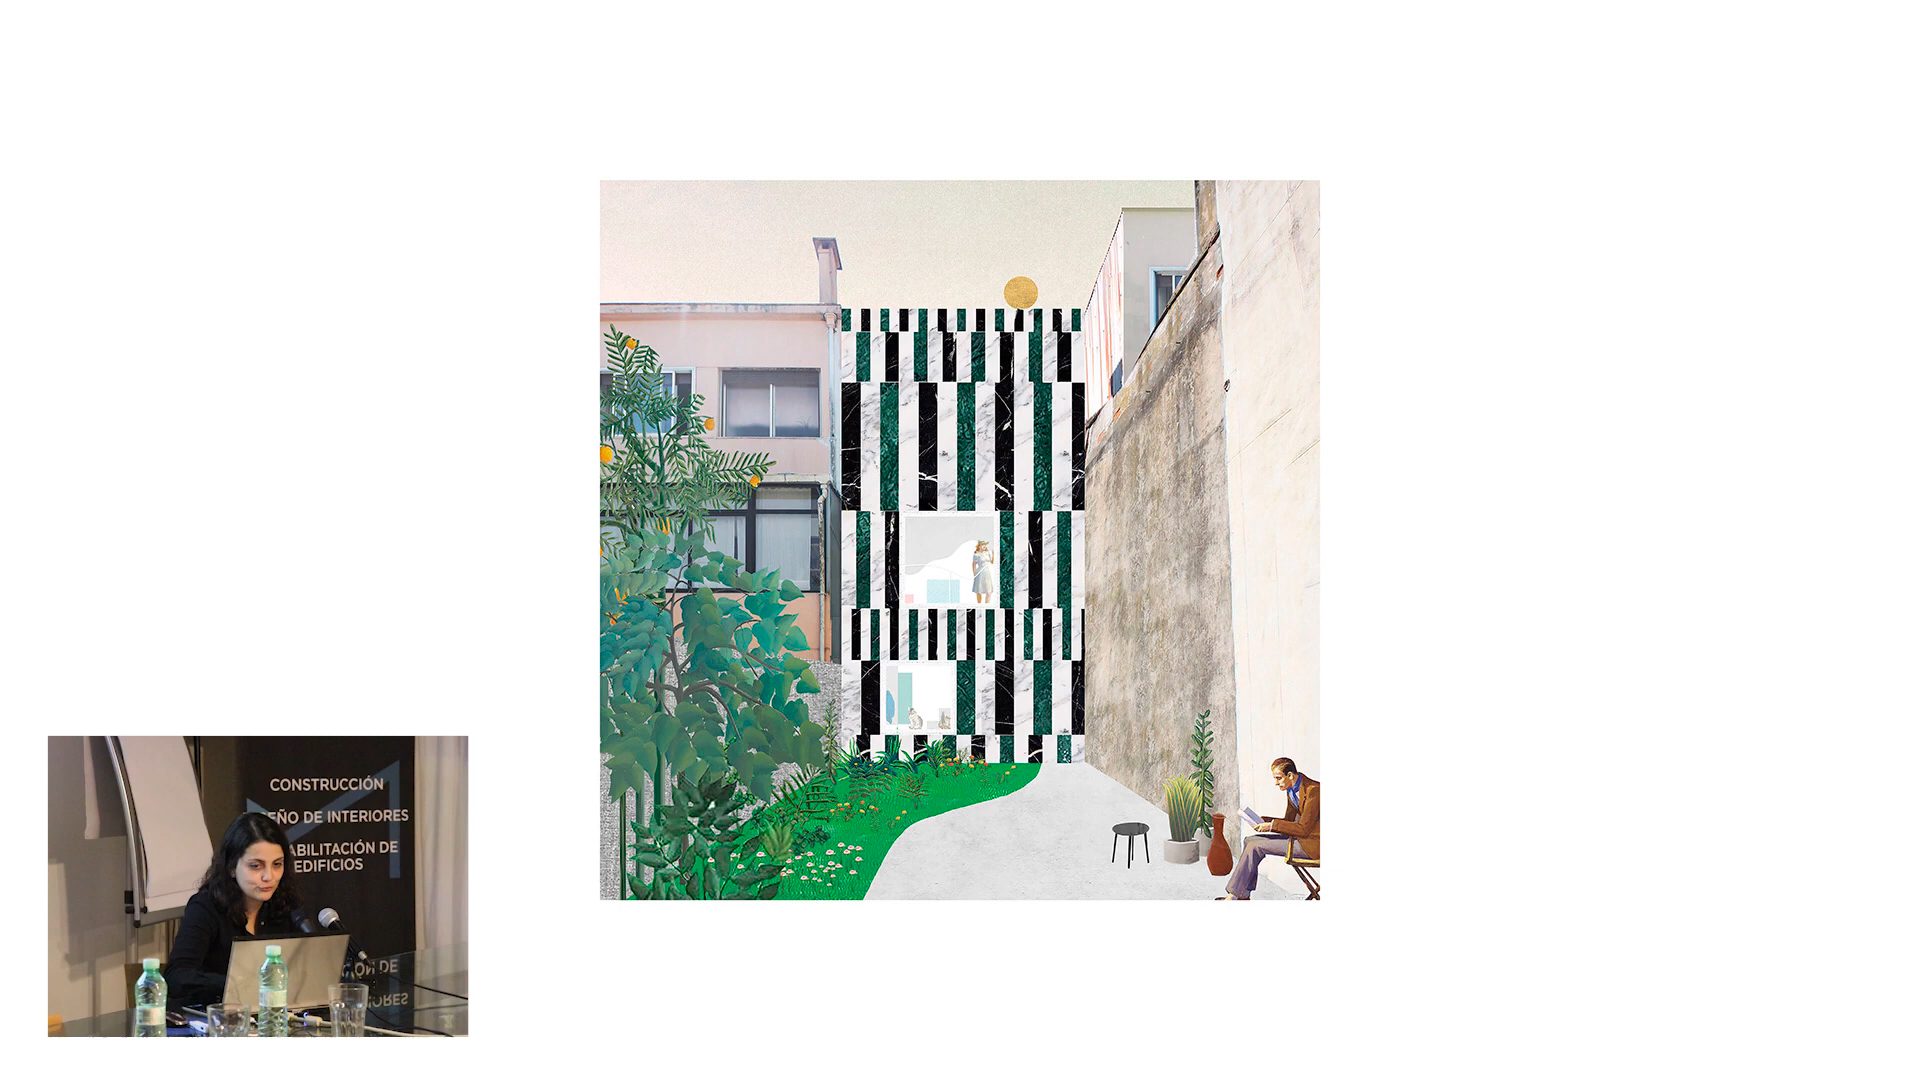 CONSTRUCCIÓN
EÑO DE INTERIORES
ABILITACIÓN DE
EDIFICIOS